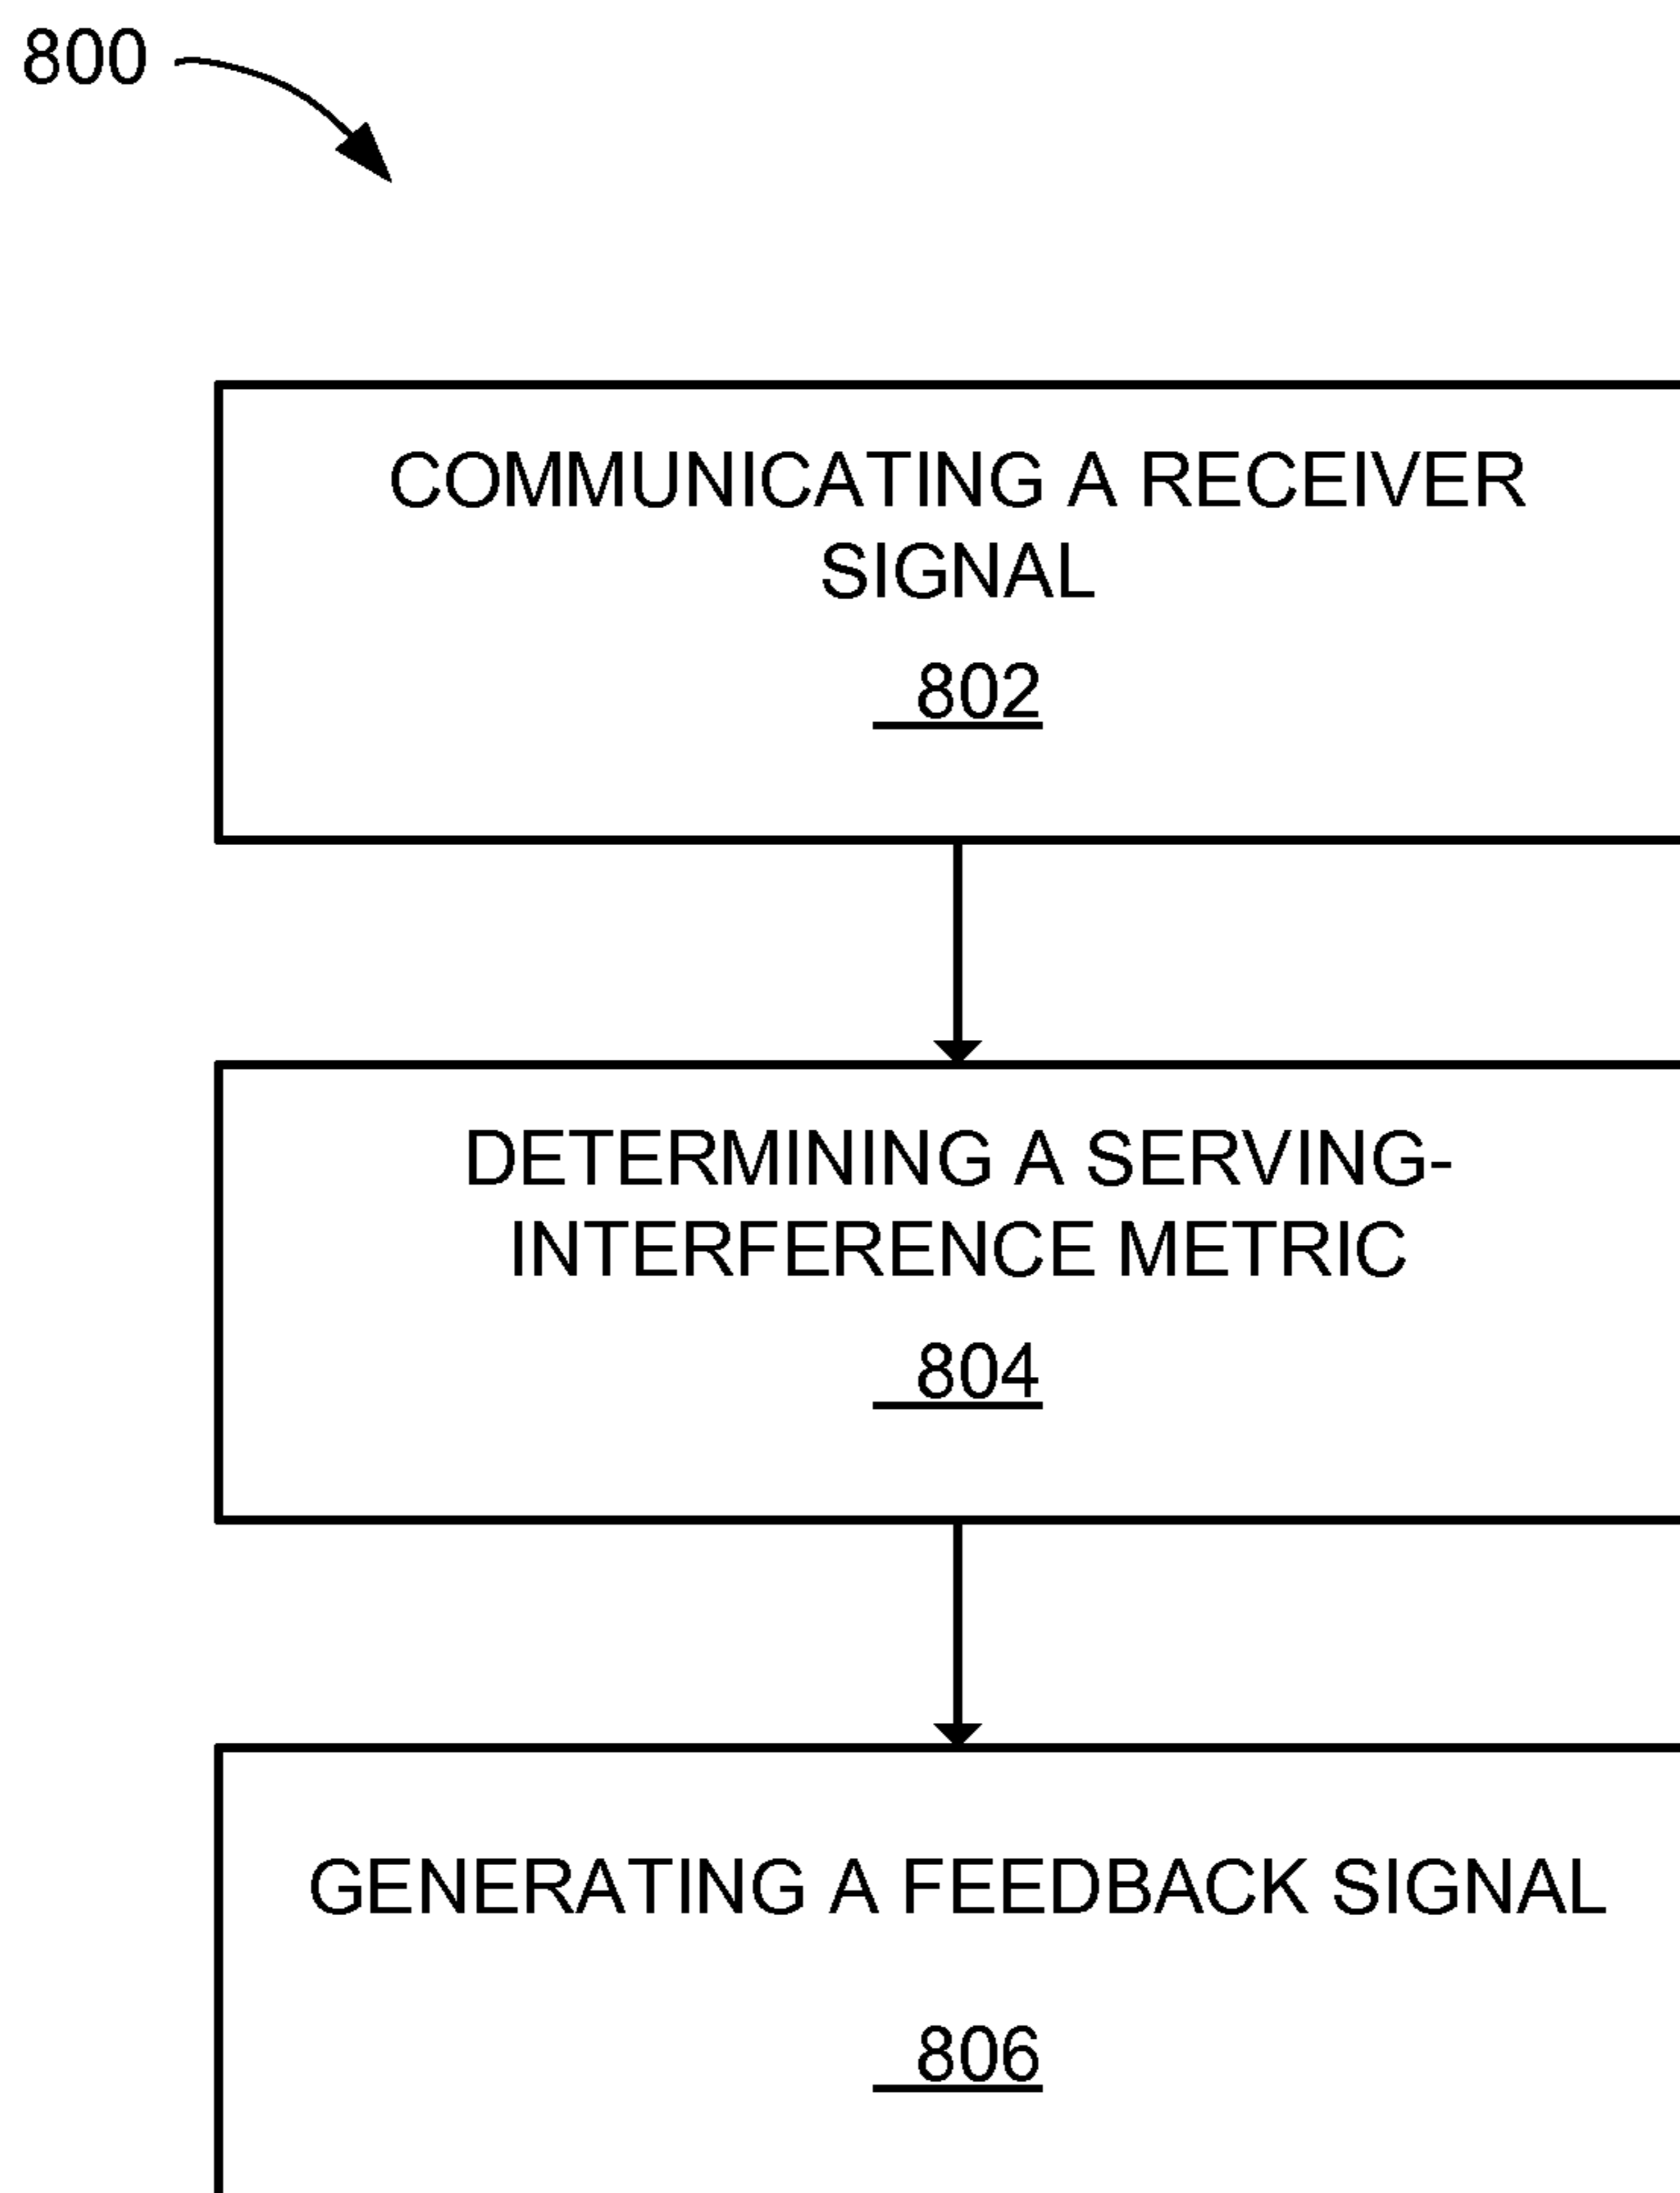 800
COMMUNICATING A RECEIVER
SIGNAL
802
DETERMINING A SERVING-
INTERFERENCE METRIC
804
GENERATING A FEEDBACK SIGNAL
806